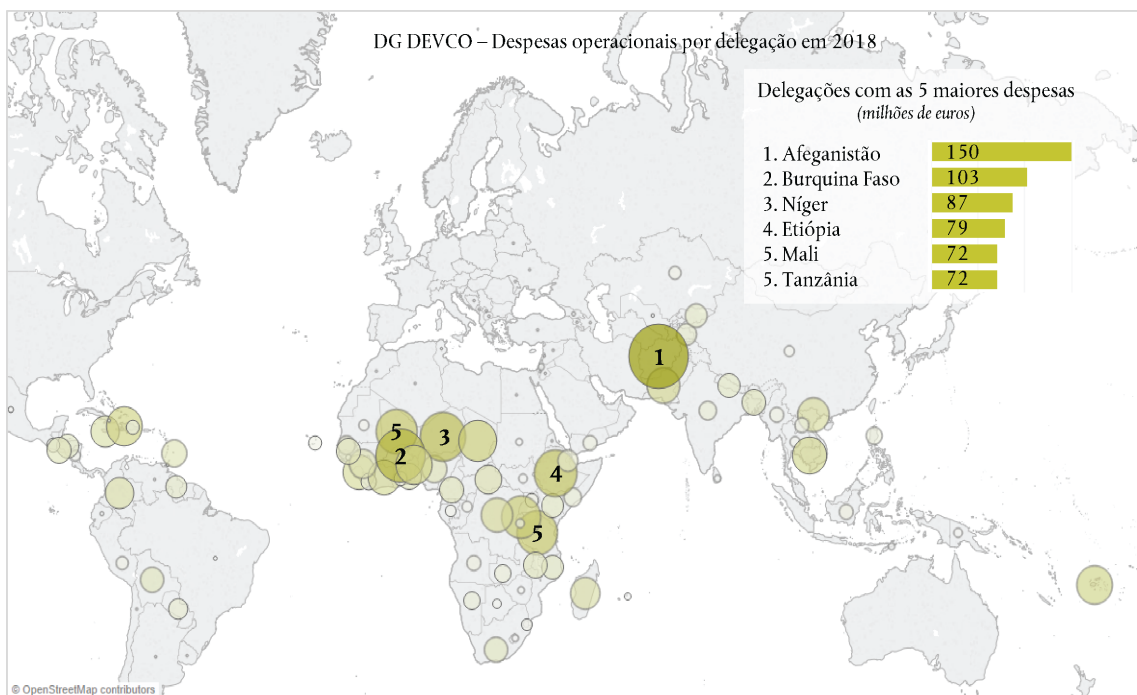 DG DEVCO – Despesas operacionais por delegação em 2018
Delegações com as 5 maiores despesas
(milhões de euros)
1. Afeganistão 150
2. Burquina Faso 103
3. Níger 87
4. Etiópia 79
5. Mali 72
5. Tanzânia 72
1
5
3
2
4
5
© OpenStreetMap contributors